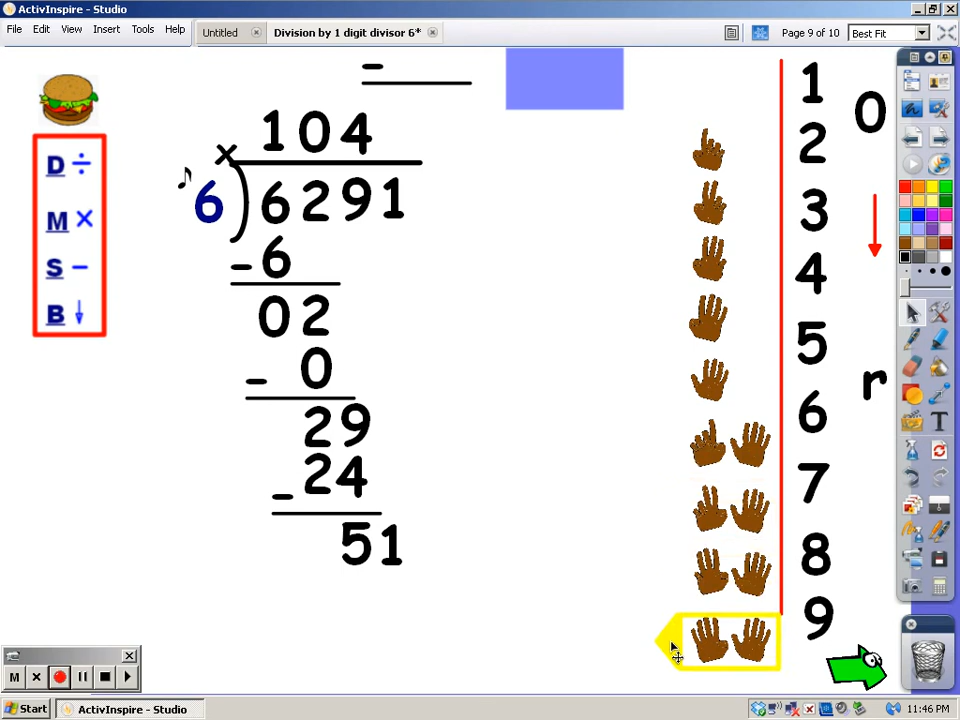 ActivInspire - Studio
File Edit View Insert Tools Help
Untitled
Division by 1 digit divisor 6*
Page 9 of 10
Best Fit
D ÷
M ×
S −
B ↓
-
104
x
6 ) 6291
- 6
02
- 0
29
- 24
51
1
2
3
4
5
6
7
8
9
0
r
T
M
Start
ActivInspire - Studio
11:46 PM